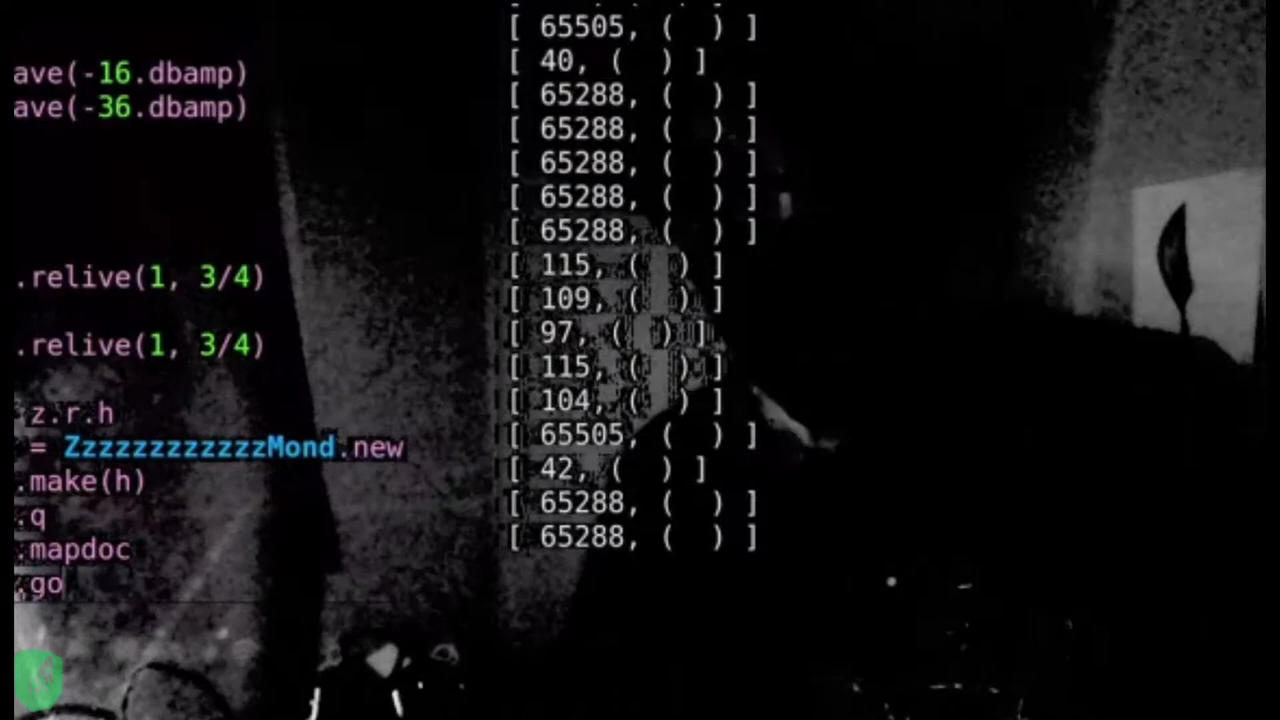 ave(-16.dbamp)
ave(-36.dbamp)
.relive(1, 3/4)
.relive(1, 3/4)
z.r.h
= ZzzzzzzzzzzzMond.new
.make(h)
.q
.mapdoc
.go
[ 65505, (  ) ]
[ 40, (  ) ]
[ 65288, (  ) ]
[ 65288, (  ) ]
[ 65288, (  ) ]
[ 65288, (  ) ]
[ 65288, (  ) ]
[ 115, (  ) ]
[ 109, (  ) ]
[ 97, (  ) ]
[ 115, (  ) ]
[ 104, (  ) ]
[ 65505, (  ) ]
[ 42, (  ) ]
[ 65288, (  ) ]
[ 65288, (  ) ]